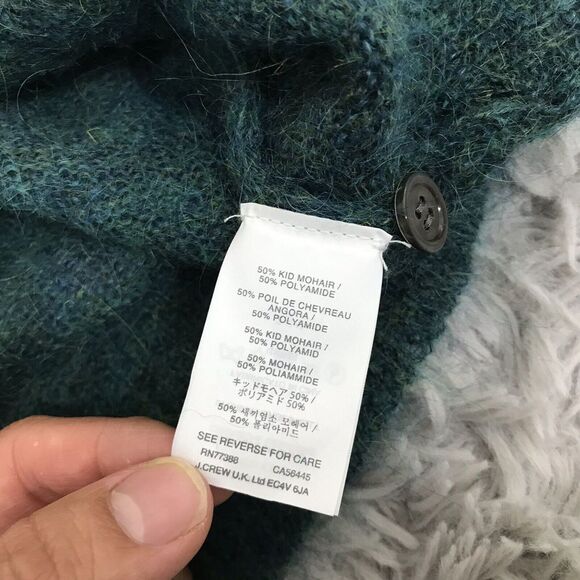 50% KID MOHAIR /
50% POLYAMIDE
50% POIL DE CHEVREAU
ANGORA /
50% POLYAMIDE
50% KID MOHAIR /
50% POLYAMID
50% MOHAIR /
50% POLIAMMIDE
キッドモヘア 50% /
ポリアミド 50%
50% 새끼염소 모헤어 /
50% 폴리아미드
SEE REVERSE FOR CARE
RN77388 CA56445
J.CREW U.K. Ltd EC4V 6JA